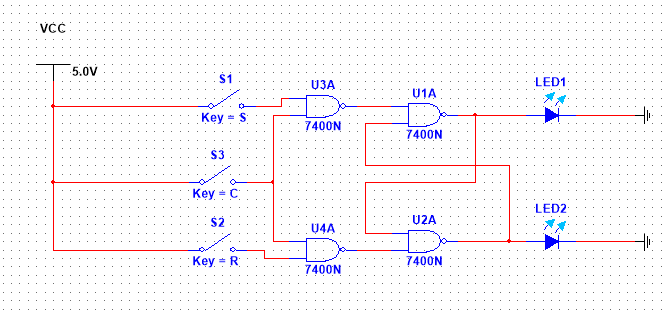 VCC
5.0V
S1
Key = S
U3A
7400N
U1A
7400N
LED1
S3
Key = C
S2
Key = R
U4A
7400N
U2A
7400N
LED2